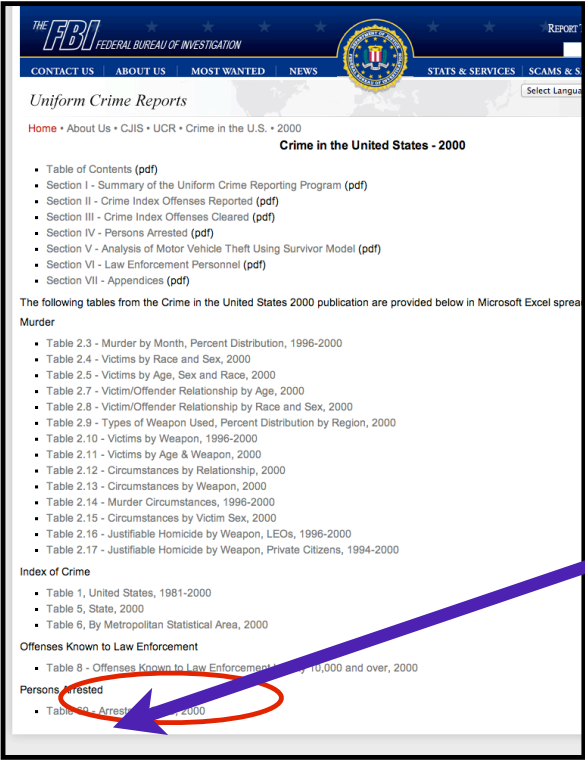 THE FBI FEDERAL BUREAU OF INVESTIGATION
REPORT
CONTACT US | ABOUT US | MOST WANTED | NEWS STATS & SERVICES | SCAMS & S
Uniform Crime Reports
Select Langua
Home • About Us • CJIS • UCR • Crime in the U.S. • 2000
Crime in the United States - 2000
Table of Contents (pdf)
Section I - Summary of the Uniform Crime Reporting Program (pdf)
Section II - Crime Index Offenses Reported (pdf)
Section III - Crime Index Offenses Cleared (pdf)
Section IV - Persons Arrested (pdf)
Section V - Analysis of Motor Vehicle Theft Using Survivor Model (pdf)
Section VI - Law Enforcement Personnel (pdf)
Section VII - Appendices (pdf)
The following tables from the Crime in the United States 2000 publication are provided below in Microsoft Excel sprea
Murder
Table 2.3 - Murder by Month, Percent Distribution, 1996-2000
Table 2.4 - Victims by Race and Sex, 2000
Table 2.5 - Victims by Age, Sex and Race, 2000
Table 2.7 - Victim/Offender Relationship by Age, 2000
Table 2.8 - Victim/Offender Relationship by Race and Sex, 2000
Table 2.9 - Types of Weapon Used, Percent Distribution by Region, 2000
Table 2.10 - Victims by Weapon, 1996-2000
Table 2.11 - Victims by Age & Weapon, 2000
Table 2.12 - Circumstances by Relationship, 2000
Table 2.13 - Circumstances by Weapon, 2000
Table 2.14 - Murder Circumstances, 1996-2000
Table 2.15 - Circumstances by Victim Sex, 2000
Table 2.16 - Justifiable Homicide by Weapon, LEOs, 1996-2000
Table 2.17 - Justifiable Homicide by Weapon, Private Citizens, 1994-2000
Index of Crime
Table 1, United States, 1981-2000
Table 5, State, 2000
Table 6, By Metropolitan Statistical Area, 2000
Offenses Known to Law Enforcement
Table 8 - Offenses Known to Law Enforcement 10,000 and over, 2000
Persons Arrested
Table 69 - Arrests 2000